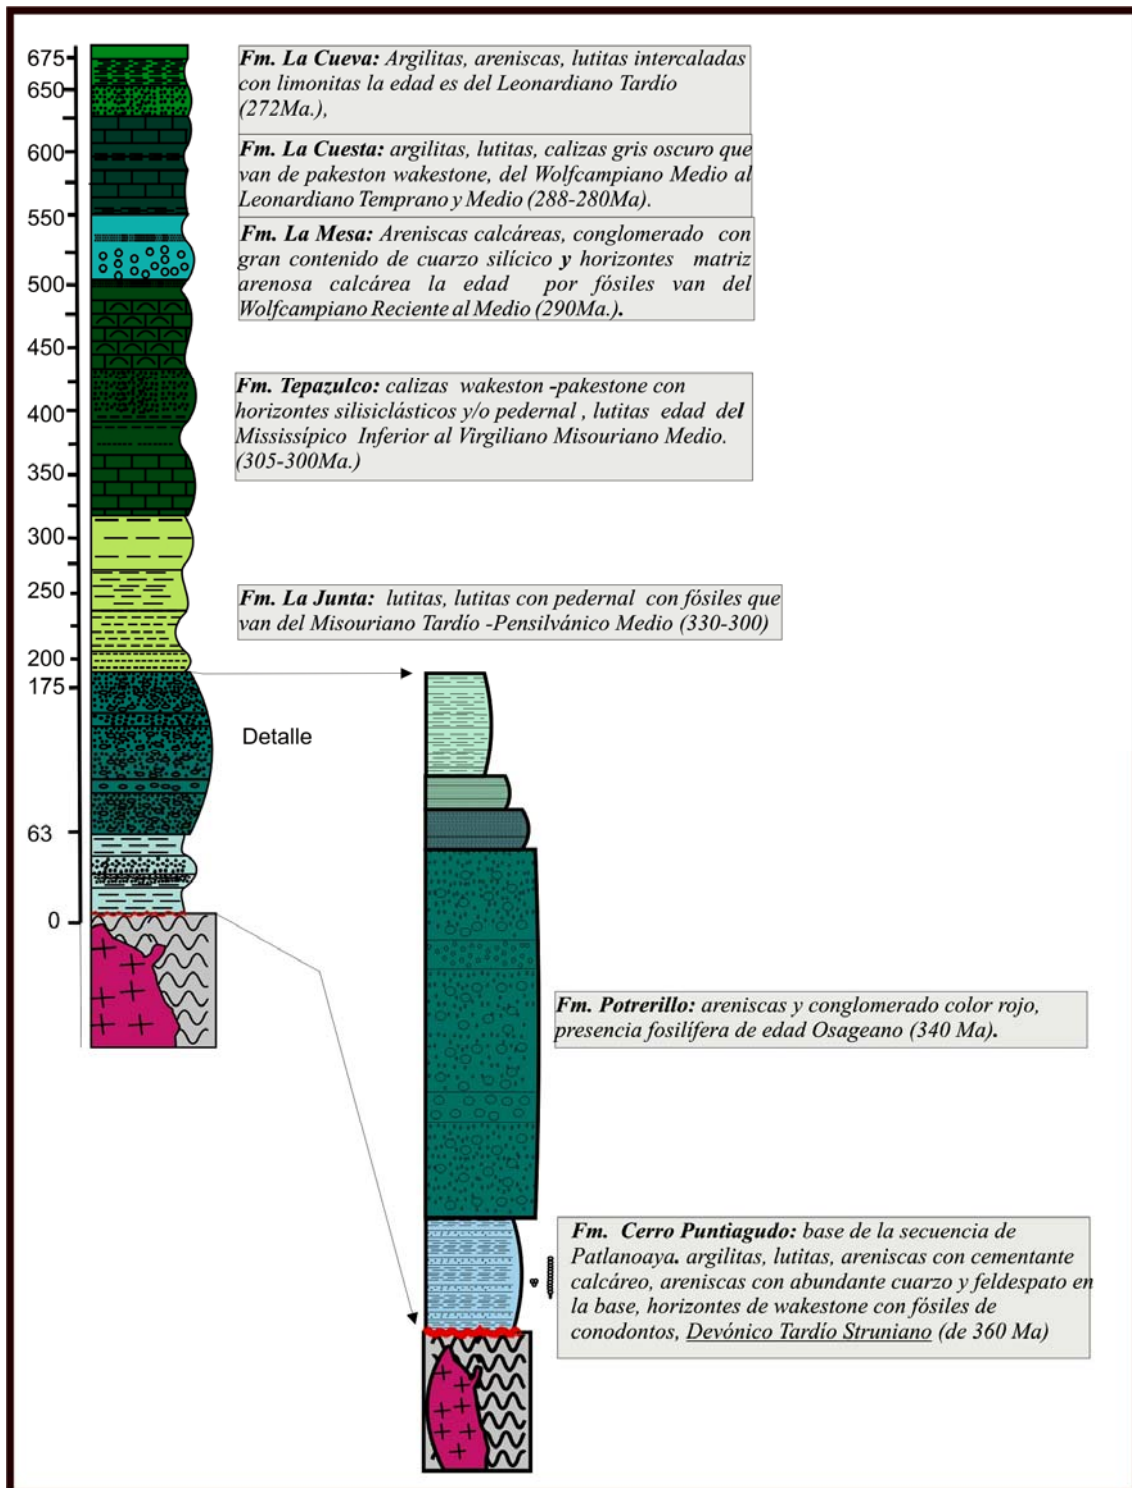 675
650
600
550
500
450
400
350
300
250
200
175
63
0
Fm. La Cueva: Argilitas, areniscas, lutitas intercaladas
con limonitas la edad es del Leonardiano Tardío
(272Ma.),
Fm. La Cuesta: argilitas, lutitas, calizas gris oscuro que
van de pakeston wakestone, del Wolfcampiano Medio al
Leonardiano Temprano y Medio (288-280Ma).
Fm. La Mesa: Areniscas calcáreas, conglomerado con
gran contenido de cuarzo silícico y horizontes matriz
arenosa calcárea la edad por fósiles van del
Wolfcampiano Reciente al Medio (290Ma.).
Fm. Tepazulco: calizas wakeston -pakestone con
horizontes silisiclásticos y/o pedernal , lutitas edad del
Mississípico Inferior al Virgiliano Misouriano Medio.
(305-300Ma.)
Fm. La Junta: lutitas, lutitas con pedernal con fósiles que
van del Misouriano Tardío -Pensilvánico Medio (330-300)
Detalle
Fm. Potrerillo: areniscas y conglomerado color rojo,
presencia fosilífera de edad Osageano (340 Ma).
Fm. Cerro Puntiagudo: base de la secuencia de
Patlanoaya. argilitas, lutitas, areniscas con cementante
calcáreo, areniscas con abundante cuarzo y feldespato en
la base, horizontes de wakestone con fósiles de
conodontos, Devónico Tardío Struniano (de 360 Ma)